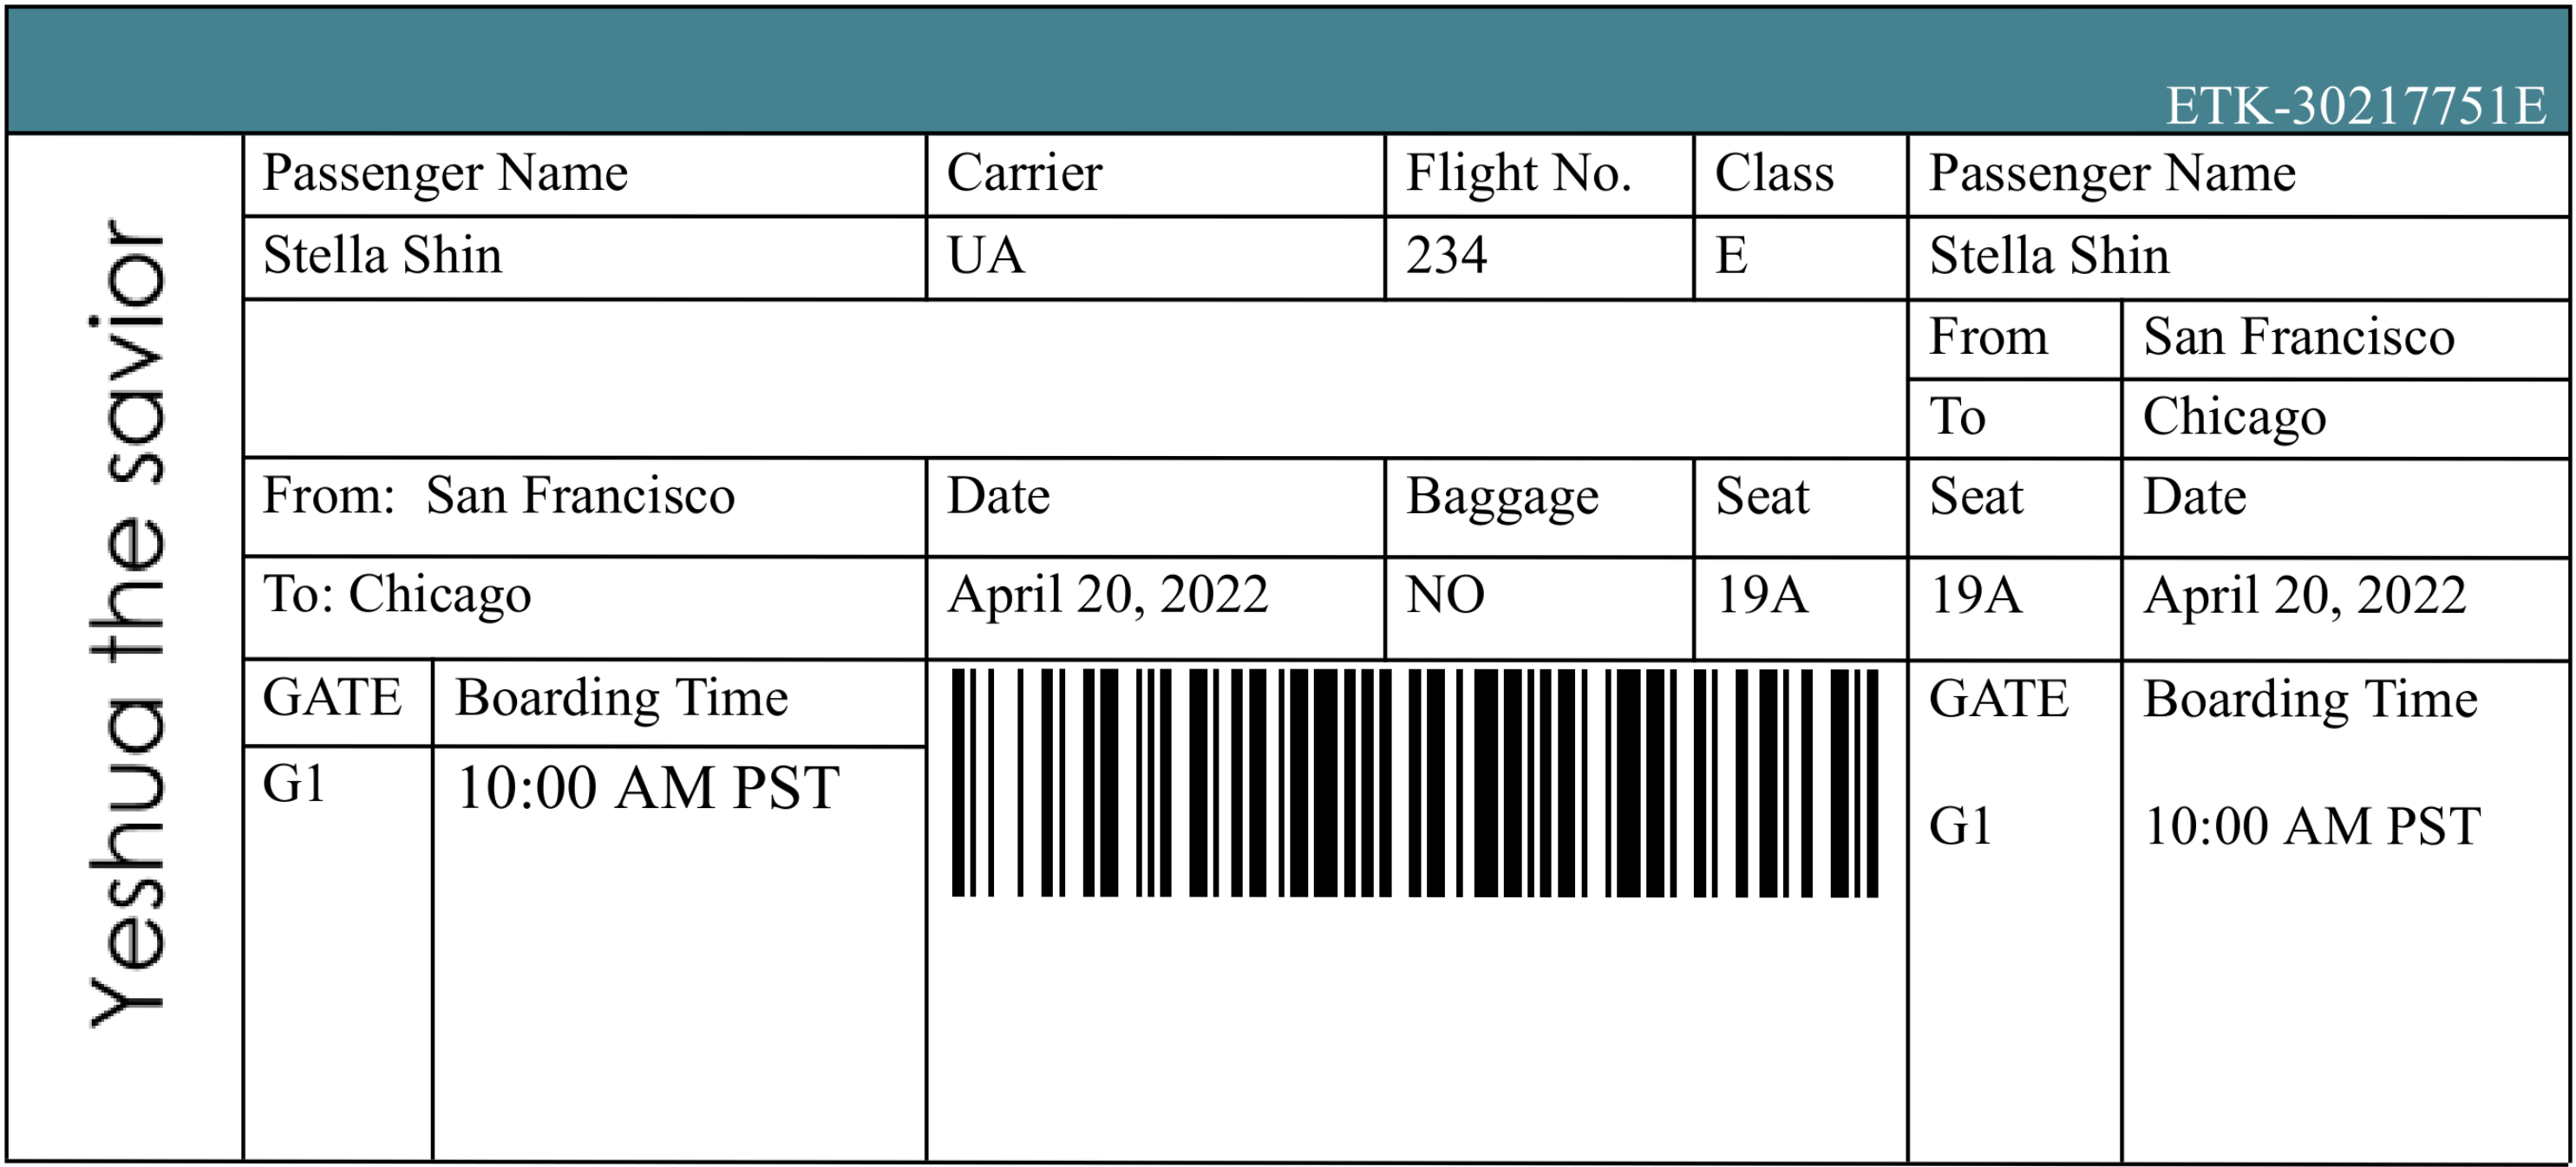 ETK-30217751E
Yeshua the savior
Passenger Name Carrier Flight No. Class Passenger Name
Stella Shin UA 234 E Stella Shin
From San Francisco
To Chicago
From: San Francisco Date Baggage Seat Seat Date
To: Chicago April 20, 2022 NO 19A 19A April 20, 2022
GATE Boarding Time GATE Boarding Time
G1 10:00 AM PST G1 10:00 AM PST